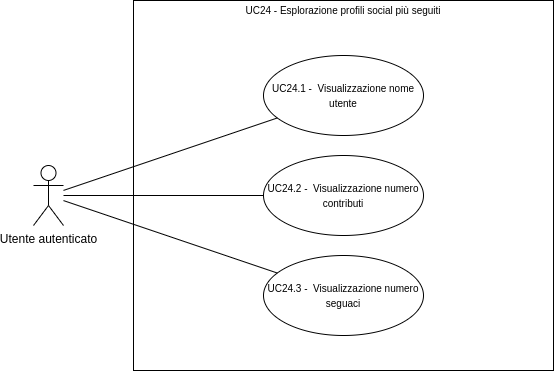 UC24 - Esplorazione profili social più seguiti
UC24.1 - Visualizzazione nome
utente
UC24.2 - Visualizzazione numero
contributi
Utente autenticato
UC24.3 - Visualizzazione numero
seguaci